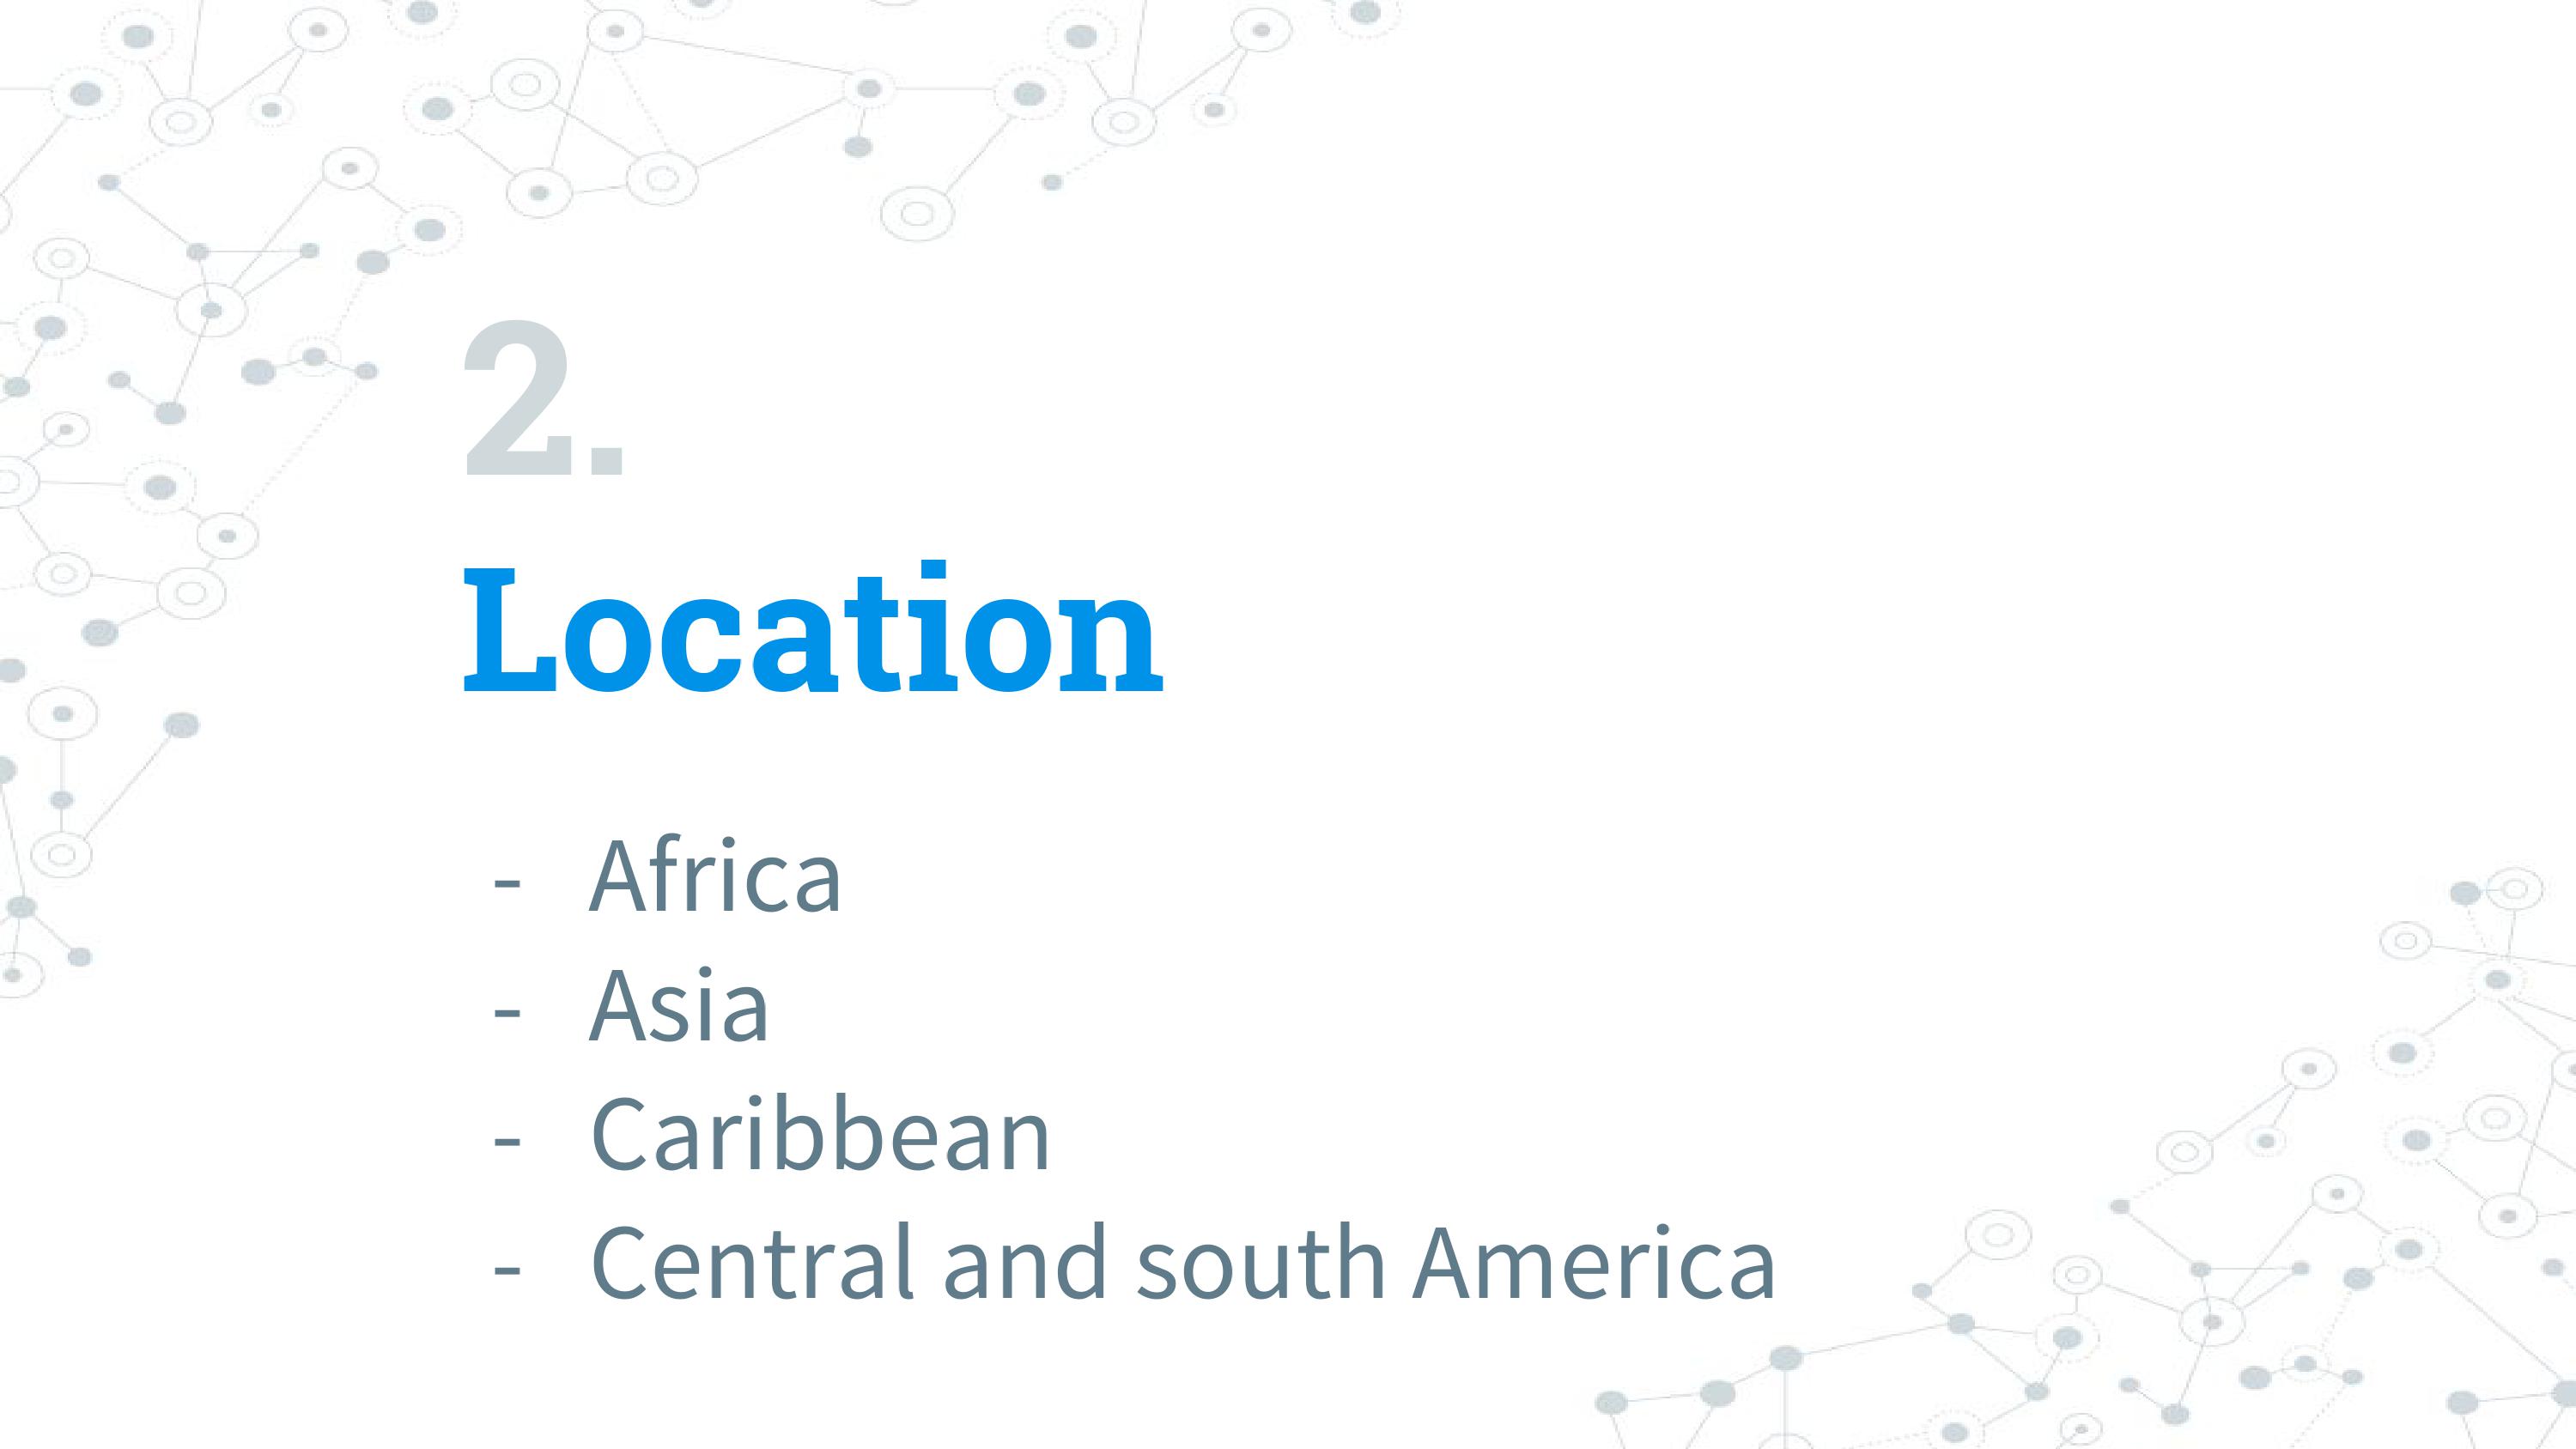 2.
Location
- Africa
- Asia
- Caribbean
- Central and south America